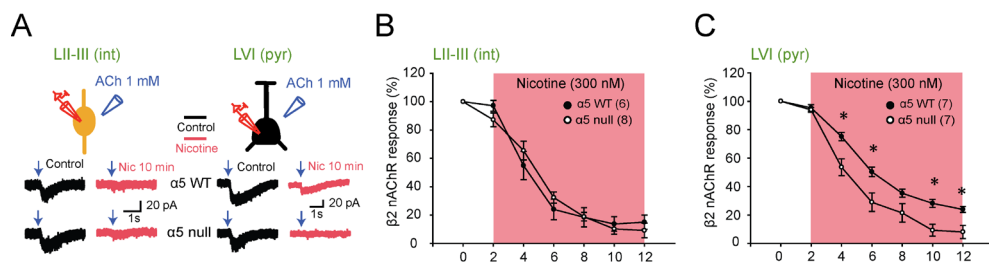 A
LII-III (int)
LVI (pyr)
ACh 1 mM
ACh 1 mM
Control
Nicotine
Control
Nic 10 min
Control
Nic 10 min
α5 WT
20 pA
1s
20 pA
1s
α5 null
B
LII-III (int)
β2 nAChR response (%)
120
100
80
60
40
20
0
Nicotine (300 nM)
α5 WT (6)
α5 null (8)
0 2 4 6 8 10 12
C
LVI (pyr)
β2 nAChR response (%)
120
100
80
60
40
20
0
Nicotine (300 nM)
α5 WT (7)
α5 null (7)
*
*
* *
0 2 4 6 8 10 12